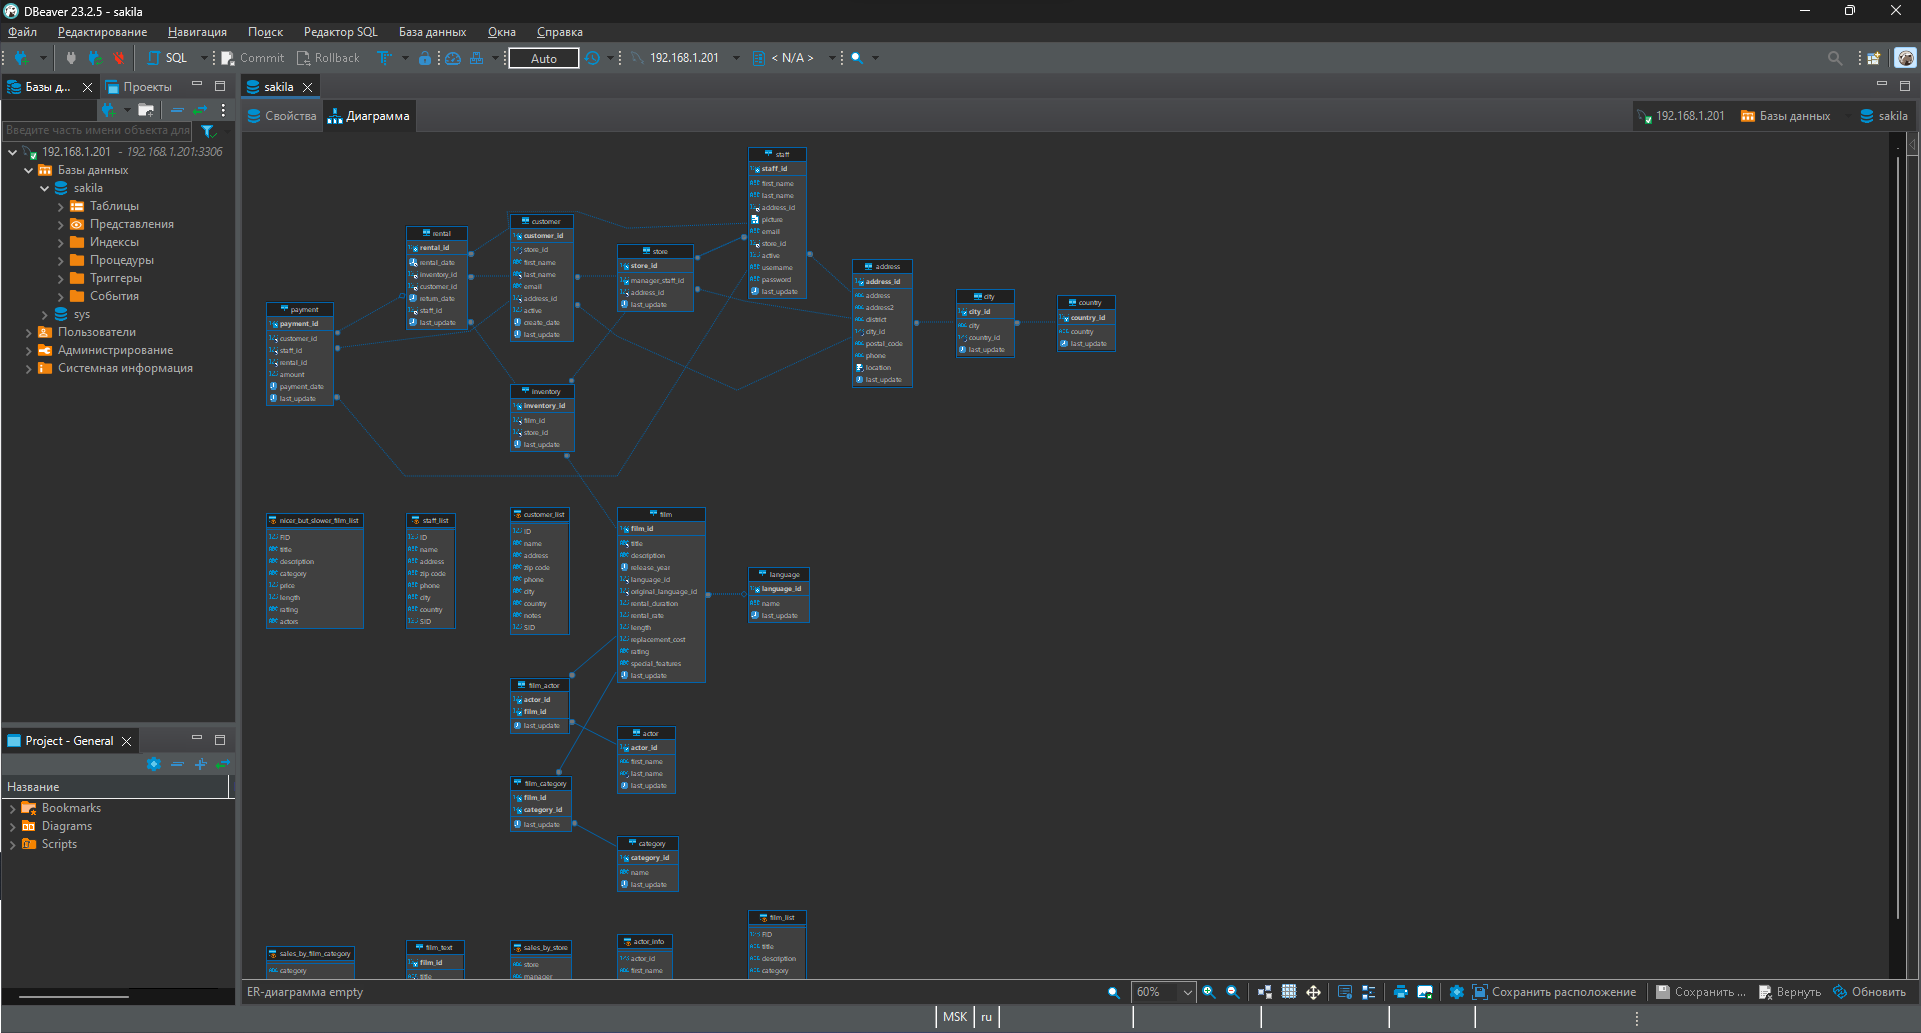 DBeaver 23.2.5 - sakila
Файл Редактирование Навигация Поиск Редактор SQL База данных Окна Справка
SQL Commit Rollback Auto 192.168.1.201 < N/A >
Базы д... Проекты
sakila
Свойства Диаграмма
192.168.1.201 Базы данных sakila
Введите часть имени объекта для
192.168.1.201 - 192.168.1.201:3306
Базы данных
sakila
Таблицы
Представления
Индексы
Процедуры
Триггеры
События
sys
Пользователи
Администрирование
Системная информация
Project - General
Название
Bookmarks
Diagrams
Scripts
payment
payment_id
customer_id
staff_id
rental_id
amount
payment_date
last_update
rental
rental_id
rental_date
inventory_id
customer_id
return_date
staff_id
last_update
customer
customer_id
store_id
first_name
last_name
email
address_id
active
create_date
last_update
inventory
inventory_id
film_id
store_id
last_update
store
store_id
manager_staff_id
address_id
last_update
staff
staff_id
first_name
last_name
address_id
picture
email
store_id
active
username
password
last_update
address
address_id
address
address2
district
city_id
postal_code
phone
location
last_update
city
city_id
city
country_id
last_update
country
country_id
country
last_update
nicer_but_slower_film_list
FID
title
description
category
price
length
rating
actors
staff_list
ID
name
address
zip code
phone
city
country
SID
customer_list
ID
name
address
zip code
phone
city
country
notes
SID
film
film_id
title
description
release_year
language_id
original_language_id
rental_duration
rental_rate
length
replacement_cost
rating
special_features
last_update
language
language_id
name
last_update
film_actor
actor_id
film_id
last_update
actor
actor_id
first_name
last_name
last_update
film_category
film_id
category_id
last_update
category
category_id
name
last_update
sales_by_film_category
category
film_text
film_id
title
sales_by_store
store
manager
actor_info
actor_id
first_name
film_list
FID
title
description
category
ER-диаграмма empty
60%
Сохранить расположение Сохранить ... Вернуть Обновить
MSK ru